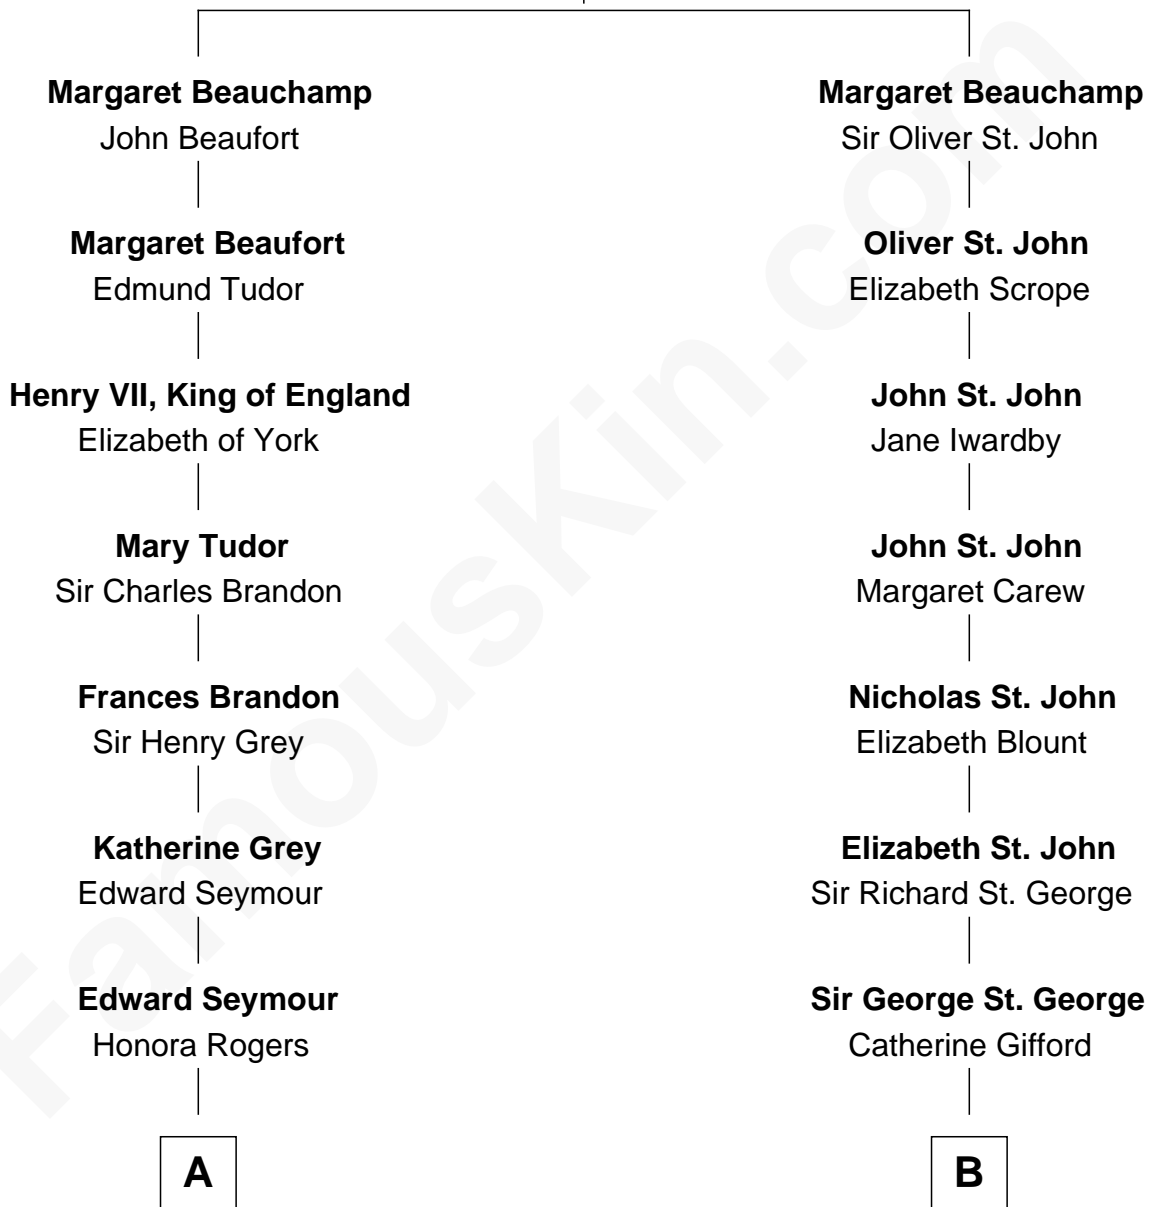 Margaret Beauchamp
John Beaufort
Margaret Beaufort
Edmund Tudor
Henry VII, King of England
Elizabeth of York
Mary Tudor
Sir Charles Brandon
Frances Brandon
Sir Henry Grey
Katherine Grey
Edward Seymour
Edward Seymour
Honora Rogers
A
Margaret Beauchamp
Sir Oliver St. John
Oliver St. John
Elizabeth Scrope
John St. John
Jane Iwardby
John St. John
Margaret Carew
Nicholas St. John
Elizabeth Blount
Elizabeth St. John
Sir Richard St. George
Sir George St. George
Catherine Gifford
B
FamousKin.com